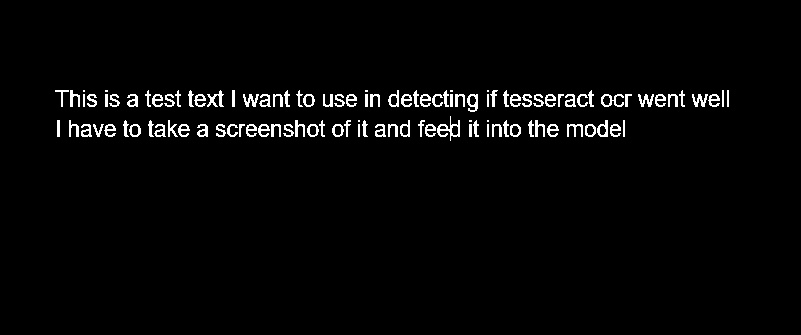 This is a test text I want to use in detecting if tesseract ocr went well
I have to take a screenshot of it and feed it into the model